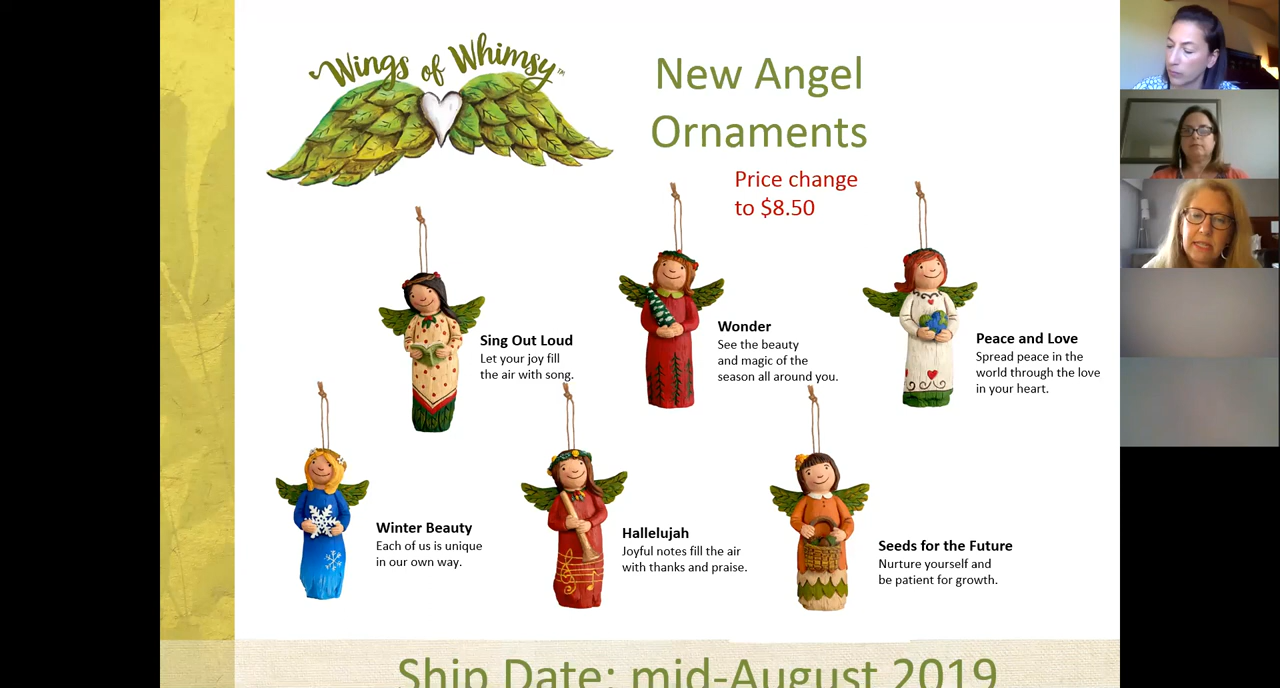 Wings of Whimsy™
New Angel
Ornaments
Price change
to $8.50
Sing Out Loud
Let your joy fill
the air with song.
Wonder
See the beauty
and magic of the
season all around you.
Peace and Love
Spread peace in the
world through the love
in your heart.
Winter Beauty
Each of us is unique
in our own way.
Hallelujah
Joyful notes fill the air
with thanks and praise.
Seeds for the Future
Nurture yourself and
be patient for growth.
Ship Date: mid-August 2019